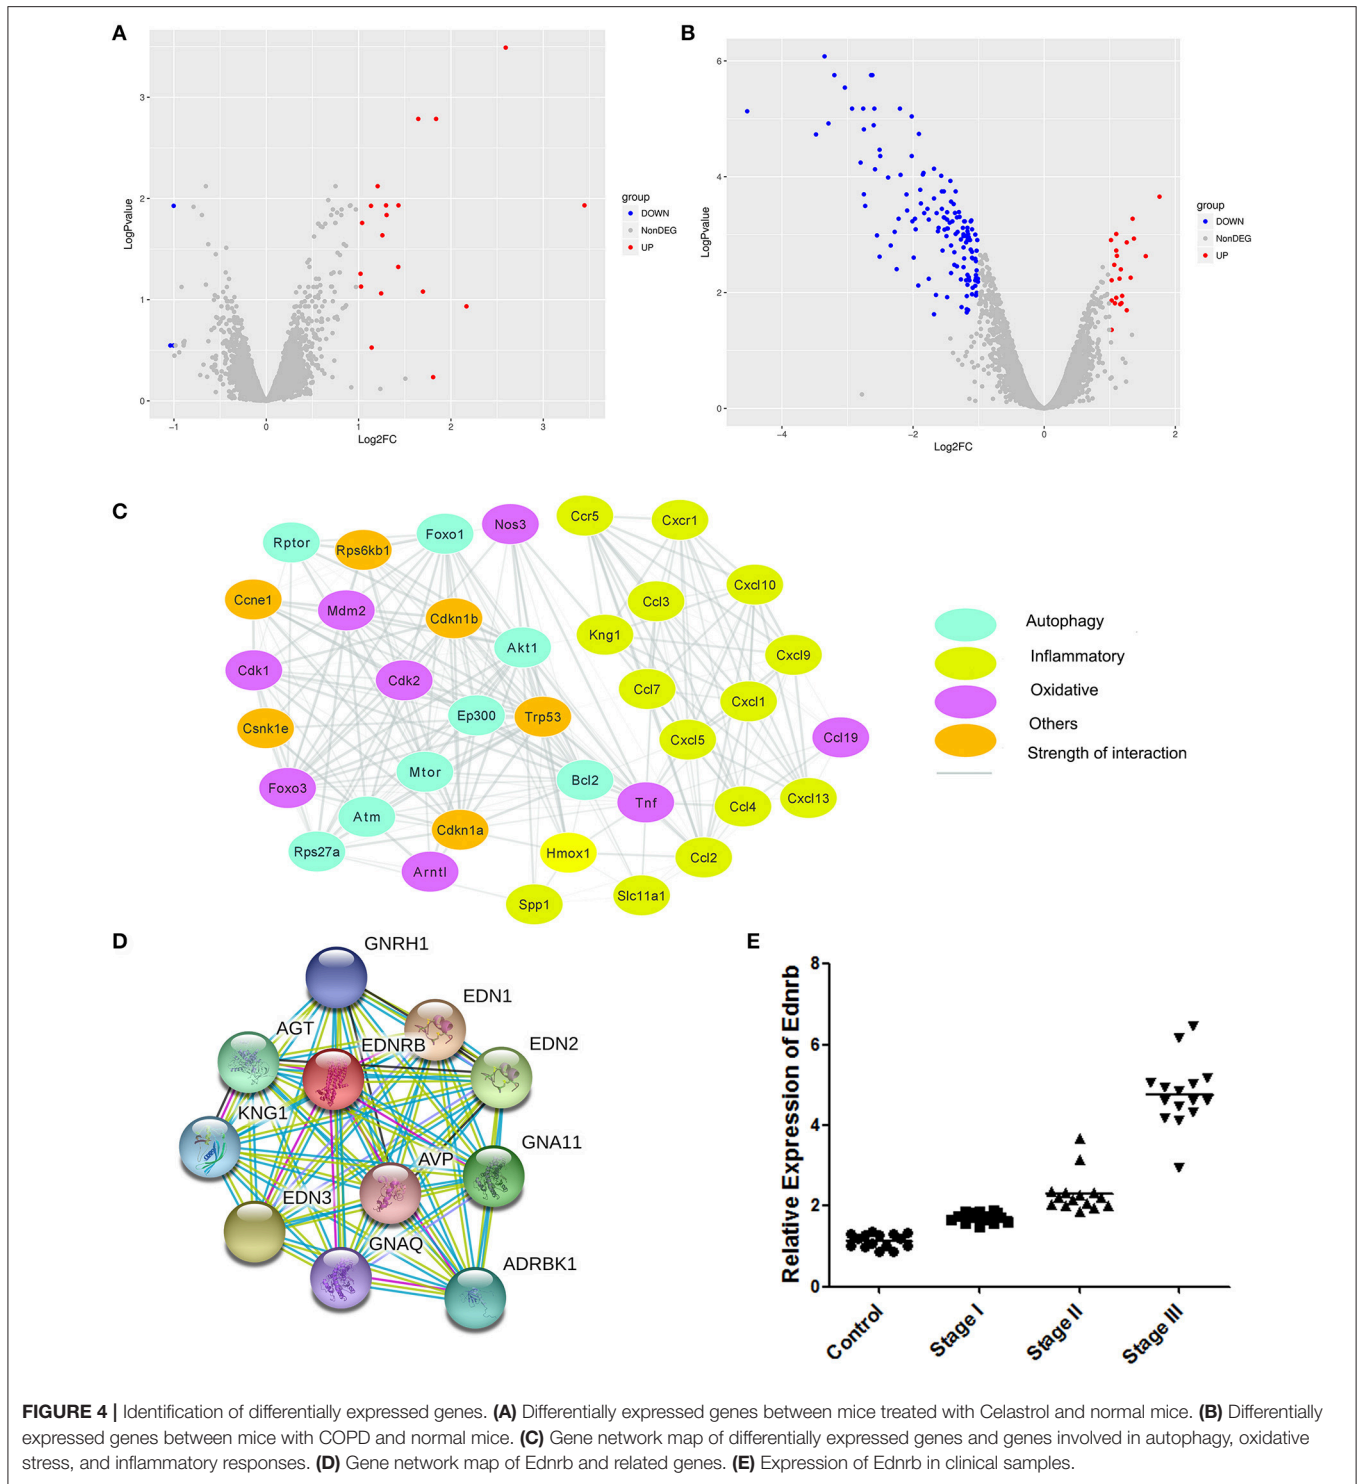 A
B
3
2
1
0
-1
0
1
2
3
Log2FC
LogPvalue
group
DOWN
NonDEG
UP
6
4
2
0
-4
-2
0
2
Log2FC
LogPvalue
group
DOWN
NonDEG
UP
C
Rptor
Rps6kb1
Foxo1
Nos3
Ccr5
Cxcr1
Ccne1
Mdm2
Cdkn1b
Akt1
Kng1
Ccl3
Cxcl10
Cxcl9
Cdk1
Cdk2
Ccl7
Cxcl1
Csnk1e
Ep300
Trp53
Cxcl5
Ccl19
Foxo3
Mtor
Bcl2
Tnf
Ccl4
Cxcl13
Atm
Cdkn1a
Rps27a
Arntl
Hmox1
Ccl2
Spp1
Slc11a1
Autophagy
Inflammatory
Oxidative
Others
Strength of interaction
D
GNRH1
EDN1
AGT
EDNRB
EDN2
KNG1
AVP
GNA11
EDN3
GNAQ
ADRBK1
E
Relative Expression of Ednrb
8
6
4
2
0
Control
Stage I
Stage II
Stage III
FIGURE 4 | Identification of differentially expressed genes. (A) Differentially expressed genes between mice treated with Celastrol and normal mice. (B) Differentially
expressed genes between mice with COPD and normal mice. (C) Gene network map of differentially expressed genes and genes involved in autophagy, oxidative
stress, and inflammatory responses. (D) Gene network map of Ednrb and related genes. (E) Expression of Ednrb in clinical samples.